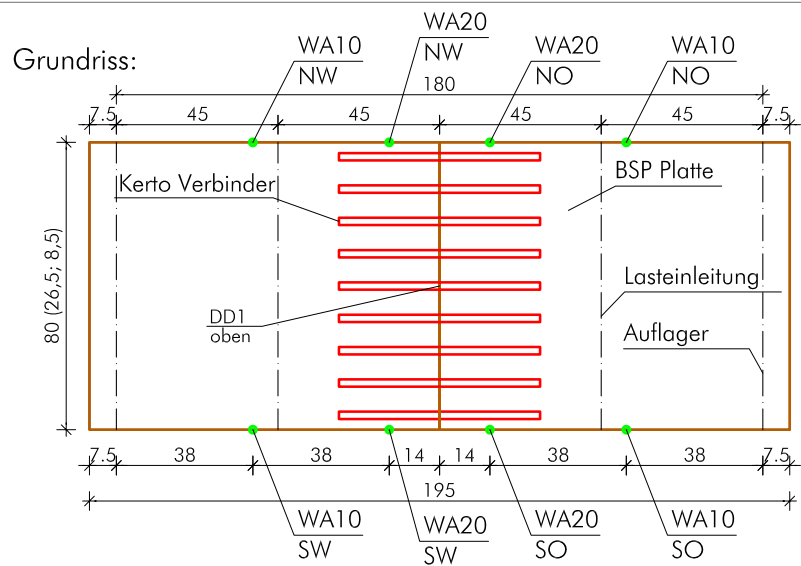 Grundriss:
WA10
NW
WA20
NW
WA20
NO
WA10
NO
180
7.5
45
45
45
45
7.5
Kerto Verbinder
BSP Platte
80 (26,5; 8,5)
DD1
oben
Lasteinleitung
Auflager
7.5
38
38
14
14
38
38
7.5
195
WA10
SW
WA20
SW
WA20
SO
WA10
SO